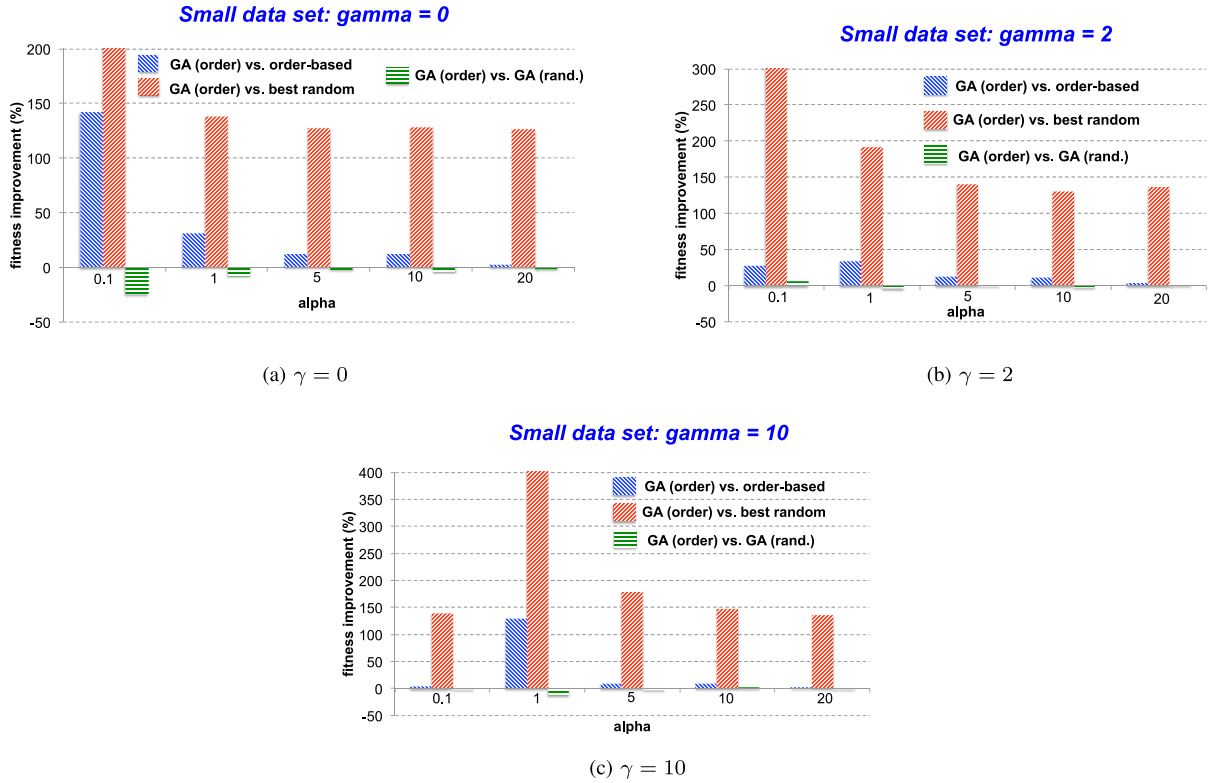 Small data set: gamma = 0
200
150
100
50
0
-50
fitness improvement (%)
GA (order) vs. order-based
GA (order) vs. best random
GA (order) vs. GA (rand.)
0.1 1 5 10 20
alpha
(a) γ = 0
Small data set: gamma = 2
300
250
200
150
100
50
0
-50
fitness improvement (%)
GA (order) vs. order-based
GA (order) vs. best random
GA (order) vs. GA (rand.)
0.1 1 5 10 20
alpha
(b) γ = 2
Small data set: gamma = 10
400
350
300
250
200
150
100
50
0
-50
fitness improvement (%)
GA (order) vs. order-based
GA (order) vs. best random
GA (order) vs. GA (rand.)
0.1 1 5 10 20
alpha
(c) γ = 10